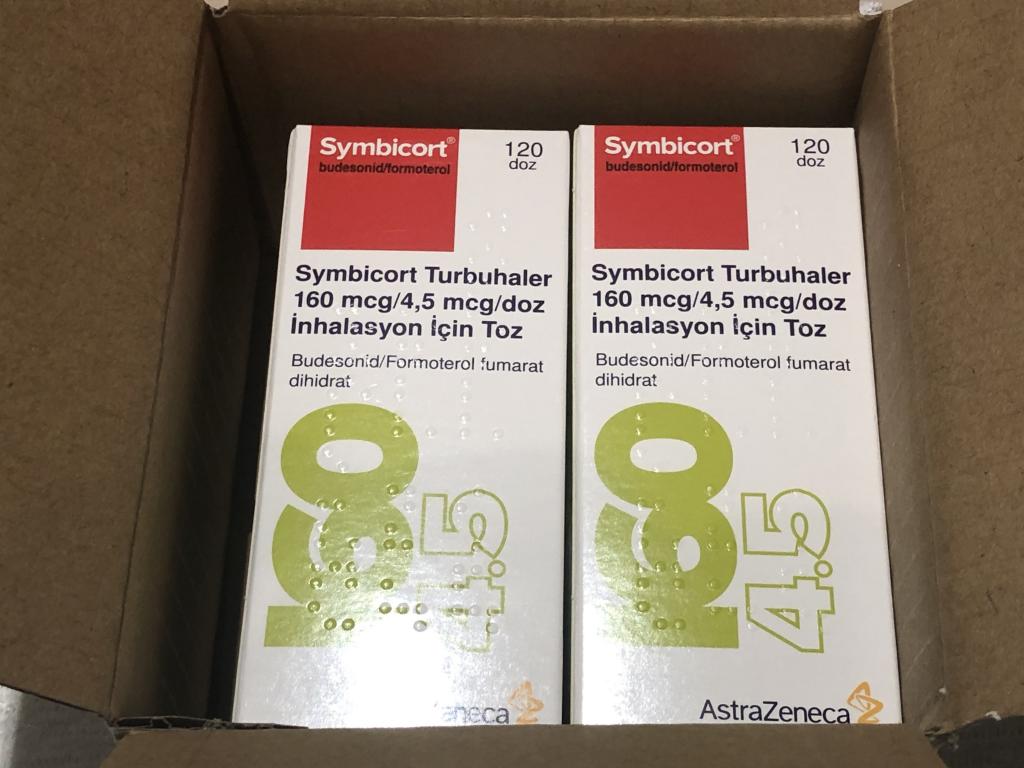 Symbicort®
budesonid/formoterol
120
doz
Symbicort Turbuhaler
160 mcg/4,5 mcg/doz
İnhalasyon İçin Toz
Budesonid/Formoterol fumarat
dihidrat
160
4.5
eneca
Symbicort®
budesonid/formoterol
120
doz
Symbicort Turbuhaler
160 mcg/4,5 mcg/doz
İnhalasyon İçin Toz
Budesonid/Formoterol fumarat
dihidrat
160
4.5
AstraZeneca